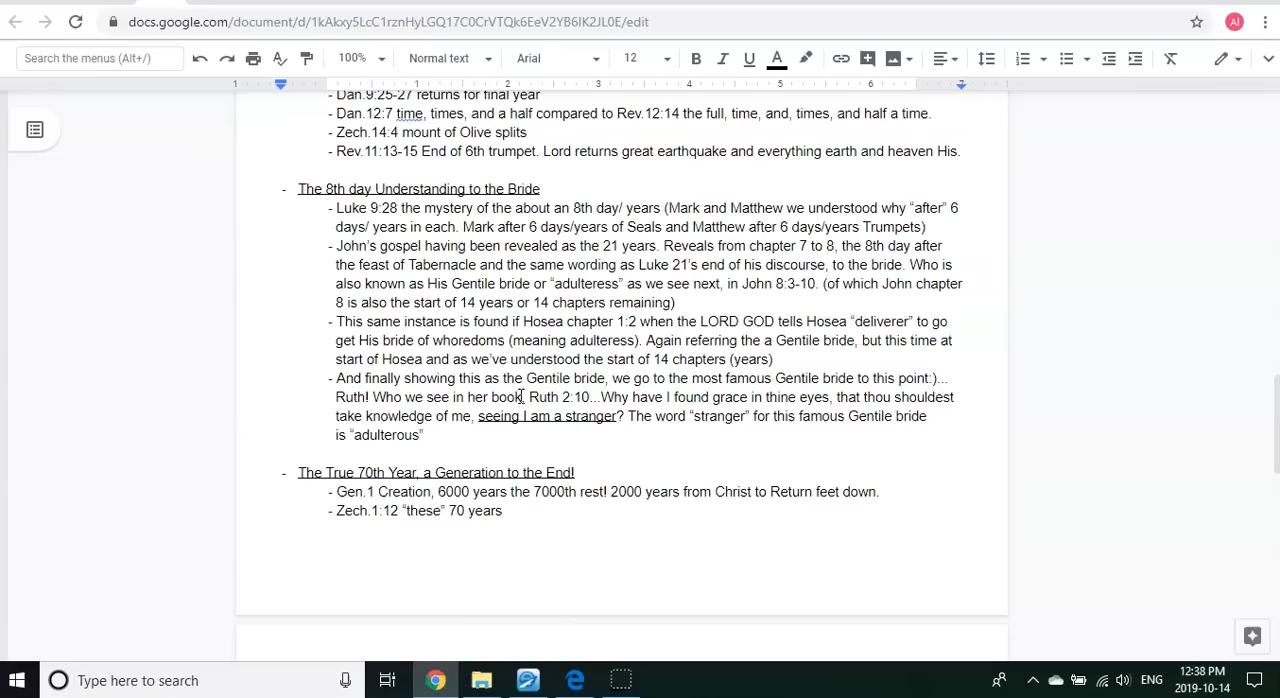 docs.google.com/document/d/1kAkxy5LcC1rznHyLGQ17C0CrVTQk6EeV2YB6IK2JL0E/edit
AI
Search the menus (Alt+/)
100%
Normal text
Arial
12
B I U A
1 1 2 3 4 5 6 7
- Dan.9:25-27 returns for final year
- Dan.12:7 time, times, and a half compared to Rev.12:14 the full, time, and, times, and half a time.
- Zech.14:4 mount of Olive splits
- Rev.11:13-15 End of 6th trumpet. Lord returns great earthquake and everything earth and heaven His.
- The 8th day Understanding to the Bride
- Luke 9:28 the mystery of the about an 8th day/ years (Mark and Matthew we understood why “after” 6
days/ years in each. Mark after 6 days/years of Seals and Matthew after 6 days/years Trumpets)
- John’s gospel having been revealed as the 21 years. Reveals from chapter 7 to 8, the 8th day after
the feast of Tabernacle and the same wording as Luke 21’s end of his discourse, to the bride. Who is
also known as His Gentile bride or “adulteress” as we see next, in John 8:3-10. (of which John chapter
8 is also the start of 14 years or 14 chapters remaining)
- This same instance is found if Hosea chapter 1:2 when the LORD GOD tells Hosea “deliverer” to go
get His bride of whoredoms (meaning adulteress). Again referring the a Gentile bride, but this time at
start of Hosea and as we’ve understood the start of 14 chapters (years)
- And finally showing this as the Gentile bride, we go to the most famous Gentile bride to this point:)...
Ruth! Who we see in her book, Ruth 2:10...Why have I found grace in thine eyes, that thou shouldest
take knowledge of me, seeing I am a stranger? The word “stranger” for this famous Gentile bride
is “adulterous”
- The True 70th Year, a Generation to the End!
- Gen.1 Creation, 6000 years the 7000th rest! 2000 years from Christ to Return feet down.
- Zech.1:12 “these” 70 years
Type here to search
ENG
12:38 PM
2019-10-14